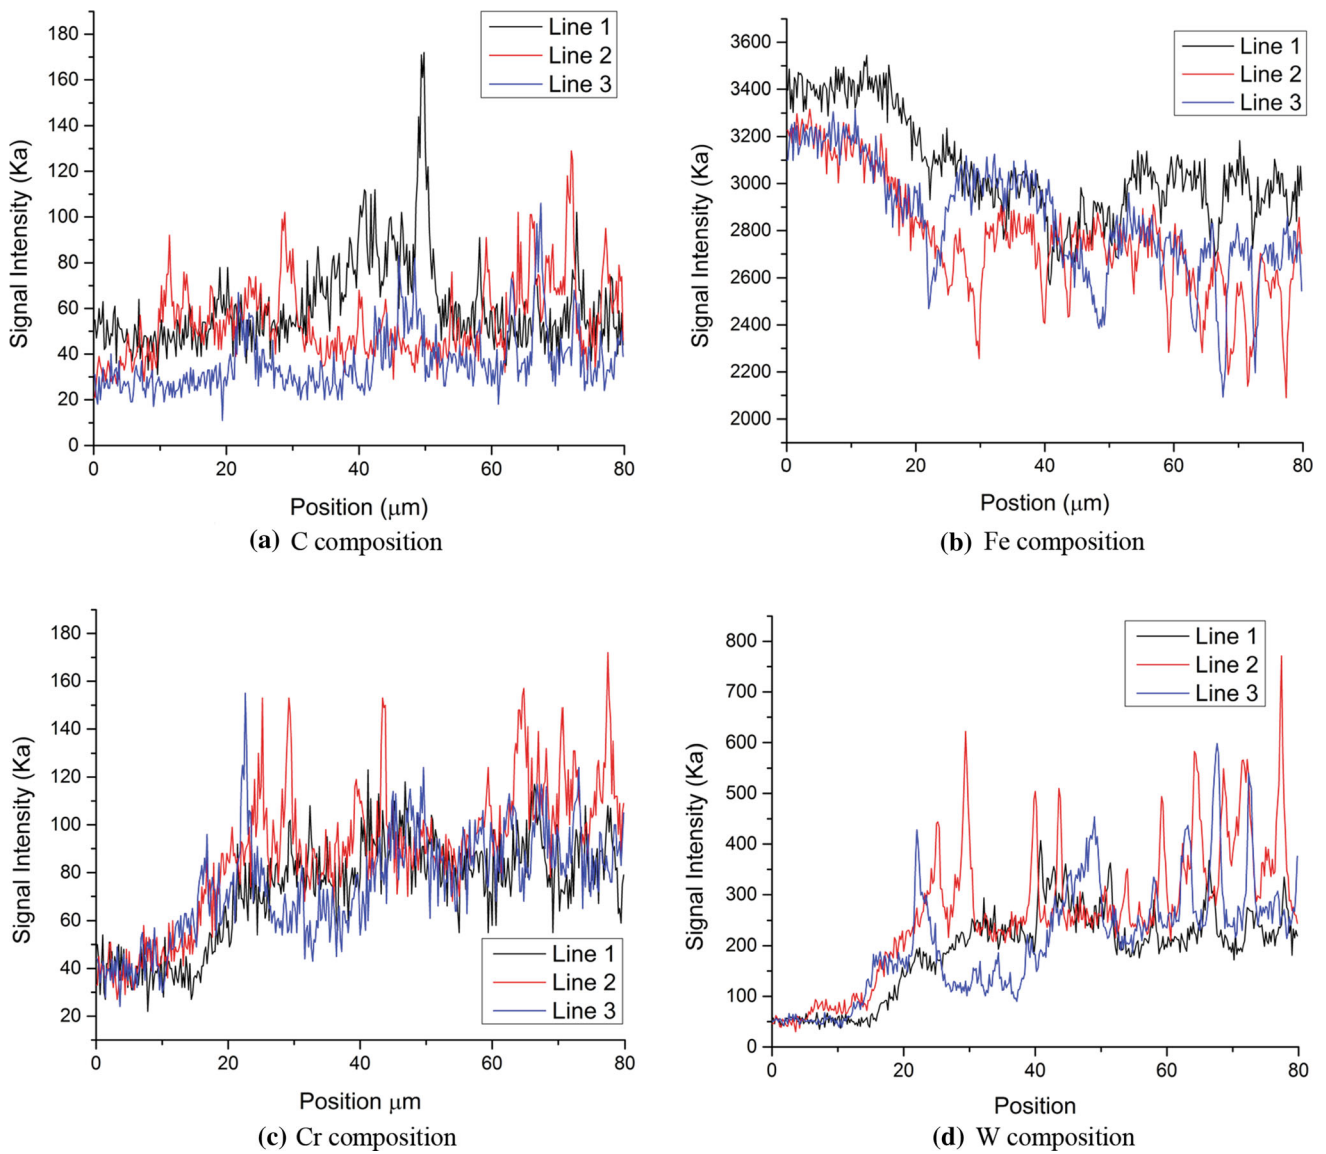 180
160
140
120
100
80
60
40
20
0
Signal Intensity (Ka)
Line 1
Line 2
Line 3
0 20 40 60 80
Position (μm)
(a) C composition
3600
3400
3200
3000
2800
2600
2400
2200
2000
Signal Intensity (Ka)
Line 1
Line 2
Line 3
0 20 40 60 80
Postion (μm)
(b) Fe composition
180
160
140
120
100
80
60
40
20
Signal Intensity (Ka)
Line 1
Line 2
Line 3
0 20 40 60 80
Position μm
(c) Cr composition
800
700
600
500
400
300
200
100
0
Signal Intensity (Ka)
Line 1
Line 2
Line 3
0 20 40 60 80
Position
(d) W composition